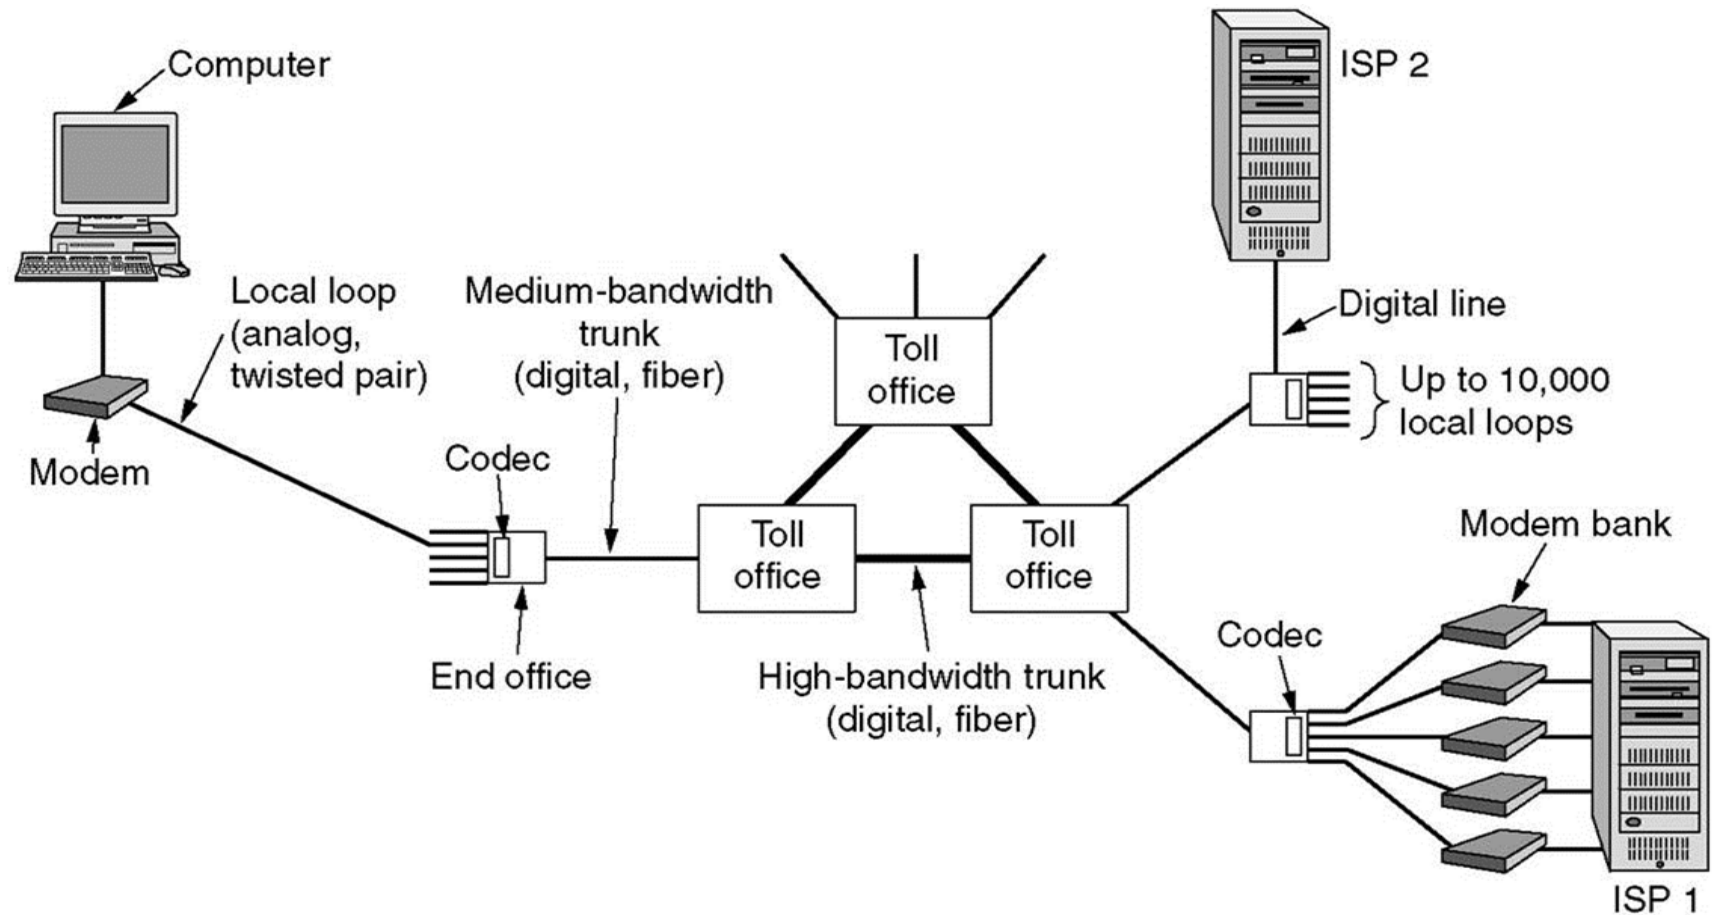 Computer
ISP 2
Local loop
(analog,
twisted pair)
Medium-bandwidth
trunk
(digital, fiber)
Digital line
Toll
office
Up to 10,000
local loops
Modem
Codec
Toll
office
Toll
office
Modem bank
End office
High-bandwidth trunk
(digital, fiber)
Codec
ISP 1